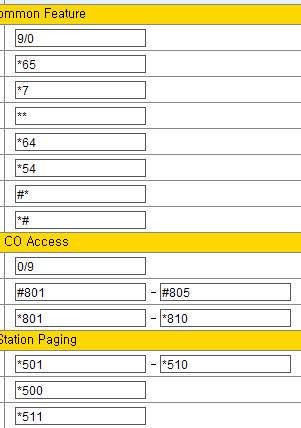 ommon Feature
9/0
*65
*7
**
*64
*54
#*
*#
CO Access
0/9
#801 - #805
*801 - *810
Station Paging
*501 - *510
*500
*511